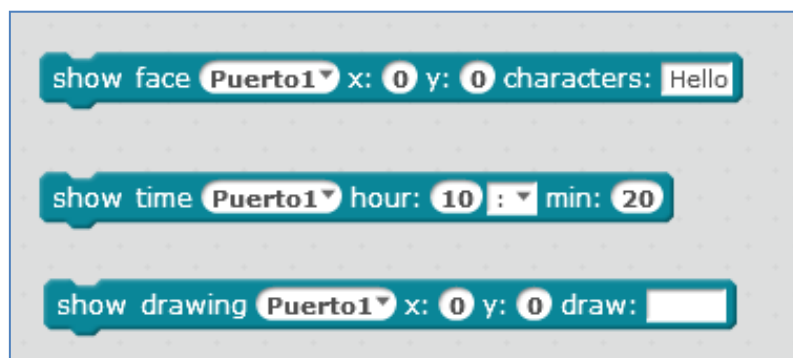 show face Puerto1 x: 0 y: 0 characters: Hello
show time Puerto1 hour: 10 : min: 20
show drawing Puerto1 x: 0 y: 0 draw: